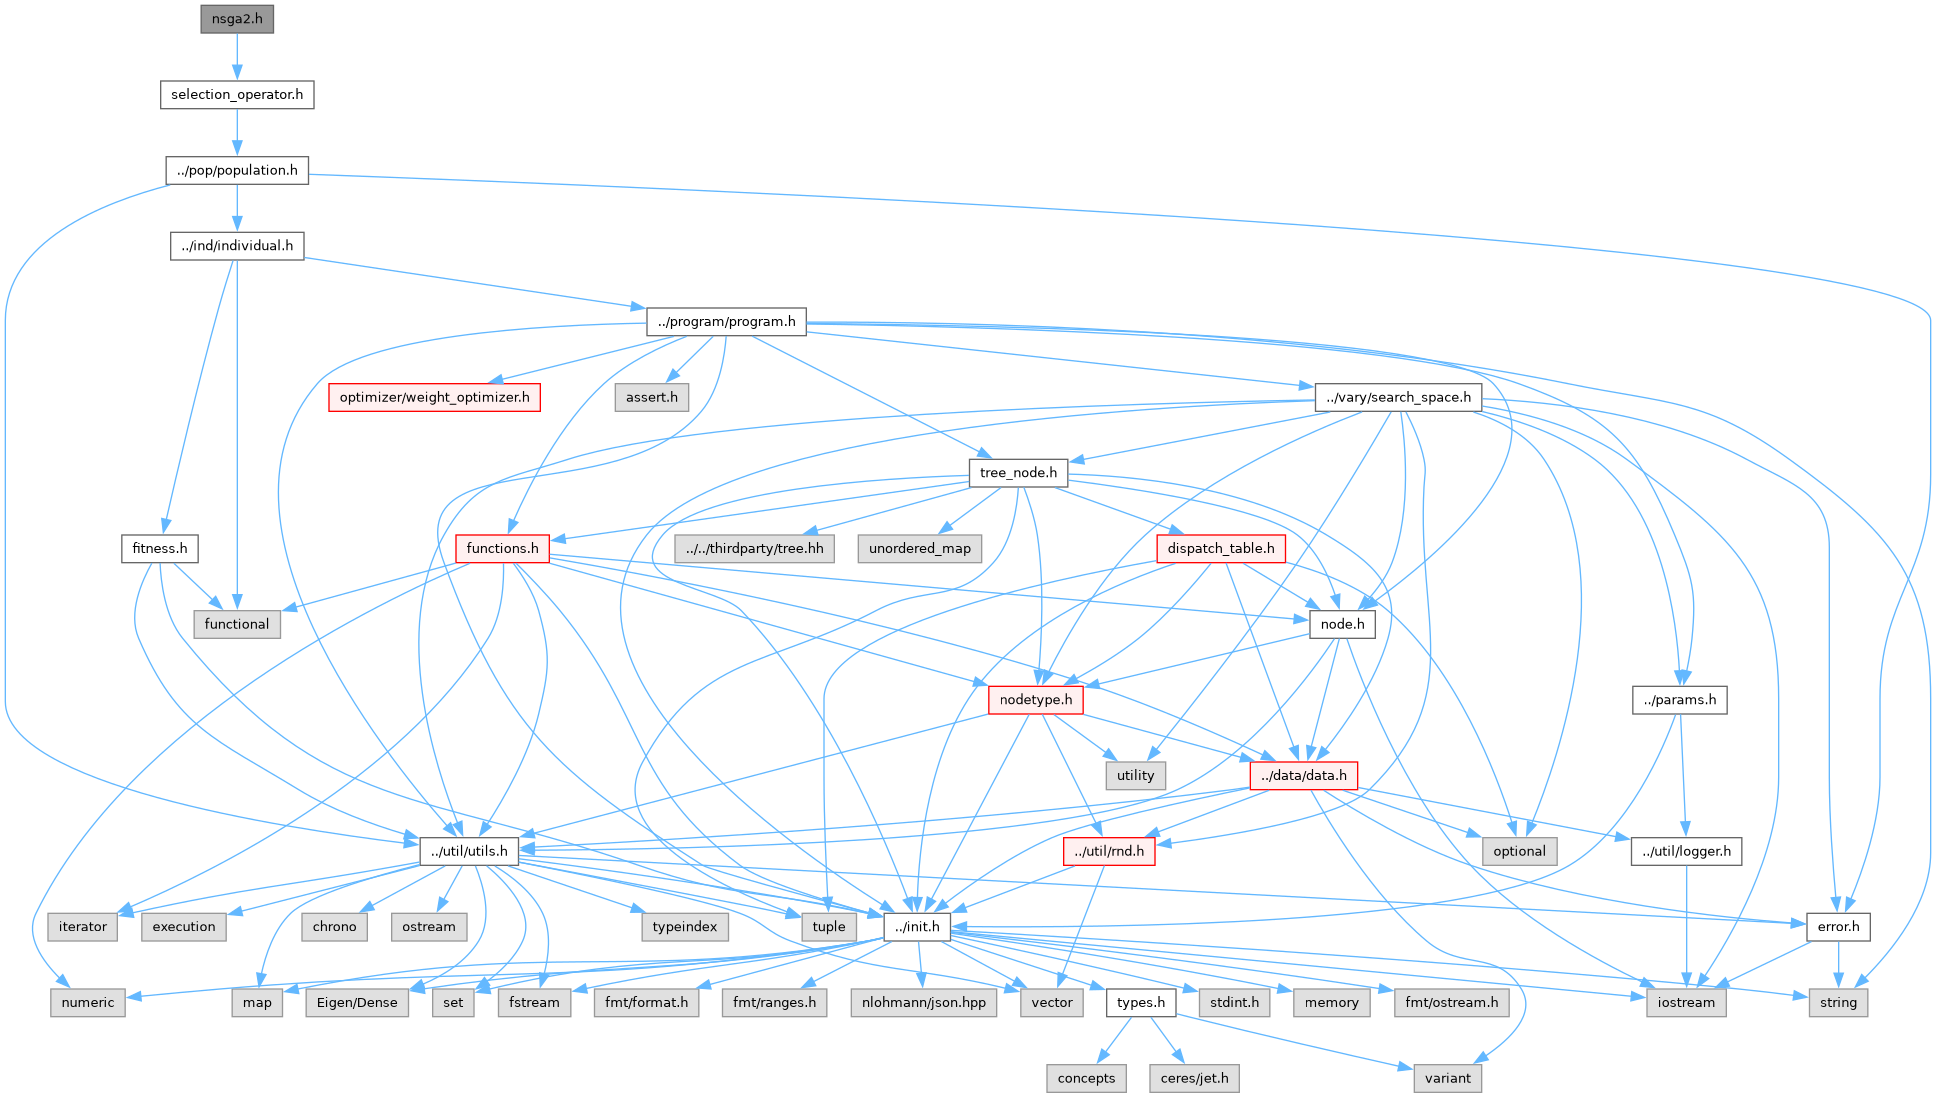 nsga2.h
selection_operator.h
../pop/population.h
../ind/individual.h
../program/program.h
optimizer/weight_optimizer.h
assert.h
../vary/search_space.h
tree_node.h
fitness.h
functions.h
../../thirdparty/tree.hh
unordered_map
dispatch_table.h
functional
node.h
nodetype.h
../params.h
utility
../data/data.h
../util/utils.h
../util/rnd.h
optional
../util/logger.h
iterator
execution
chrono
ostream
typeindex
tuple
../init.h
error.h
numeric
map
Eigen/Dense
set
fstream
fmt/format.h
fmt/ranges.h
nlohmann/json.hpp
vector
types.h
stdint.h
memory
fmt/ostream.h
iostream
string
concepts
ceres/jet.h
variant